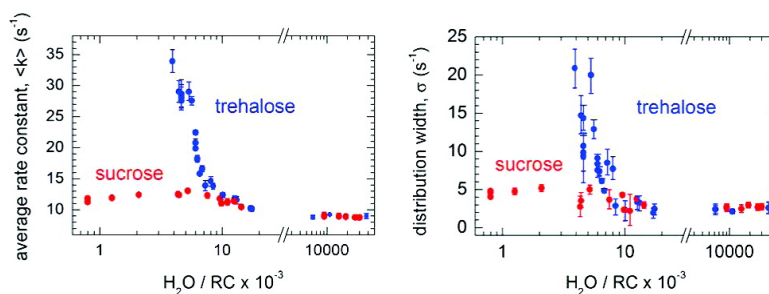 average rate constant, <k> (s⁻¹)
35
30
25
20
15
10
trehalose
sucrose
1
10
10000
H₂O / RC x 10⁻³
distribution width, σ (s⁻¹)
25
20
15
10
5
0
trehalose
sucrose
1
10
10000
H₂O / RC x 10⁻³